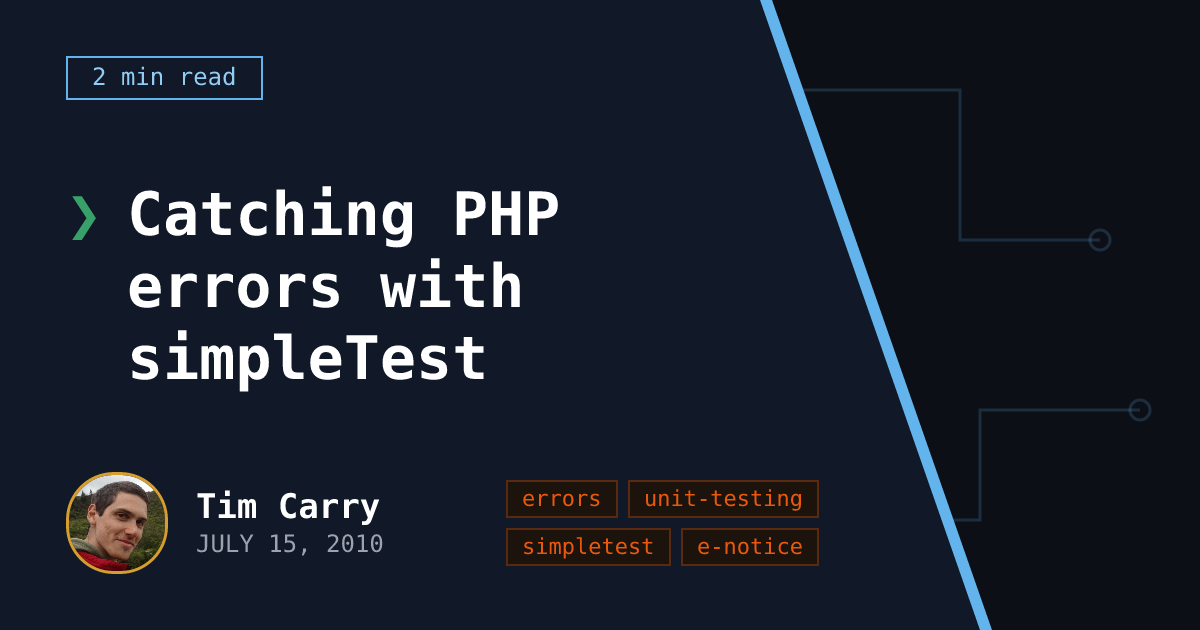 2 min read
❯ Catching PHP
errors with
simpleTest
Tim Carry
JULY 15, 2010
errors unit-testing
simpletest e-notice